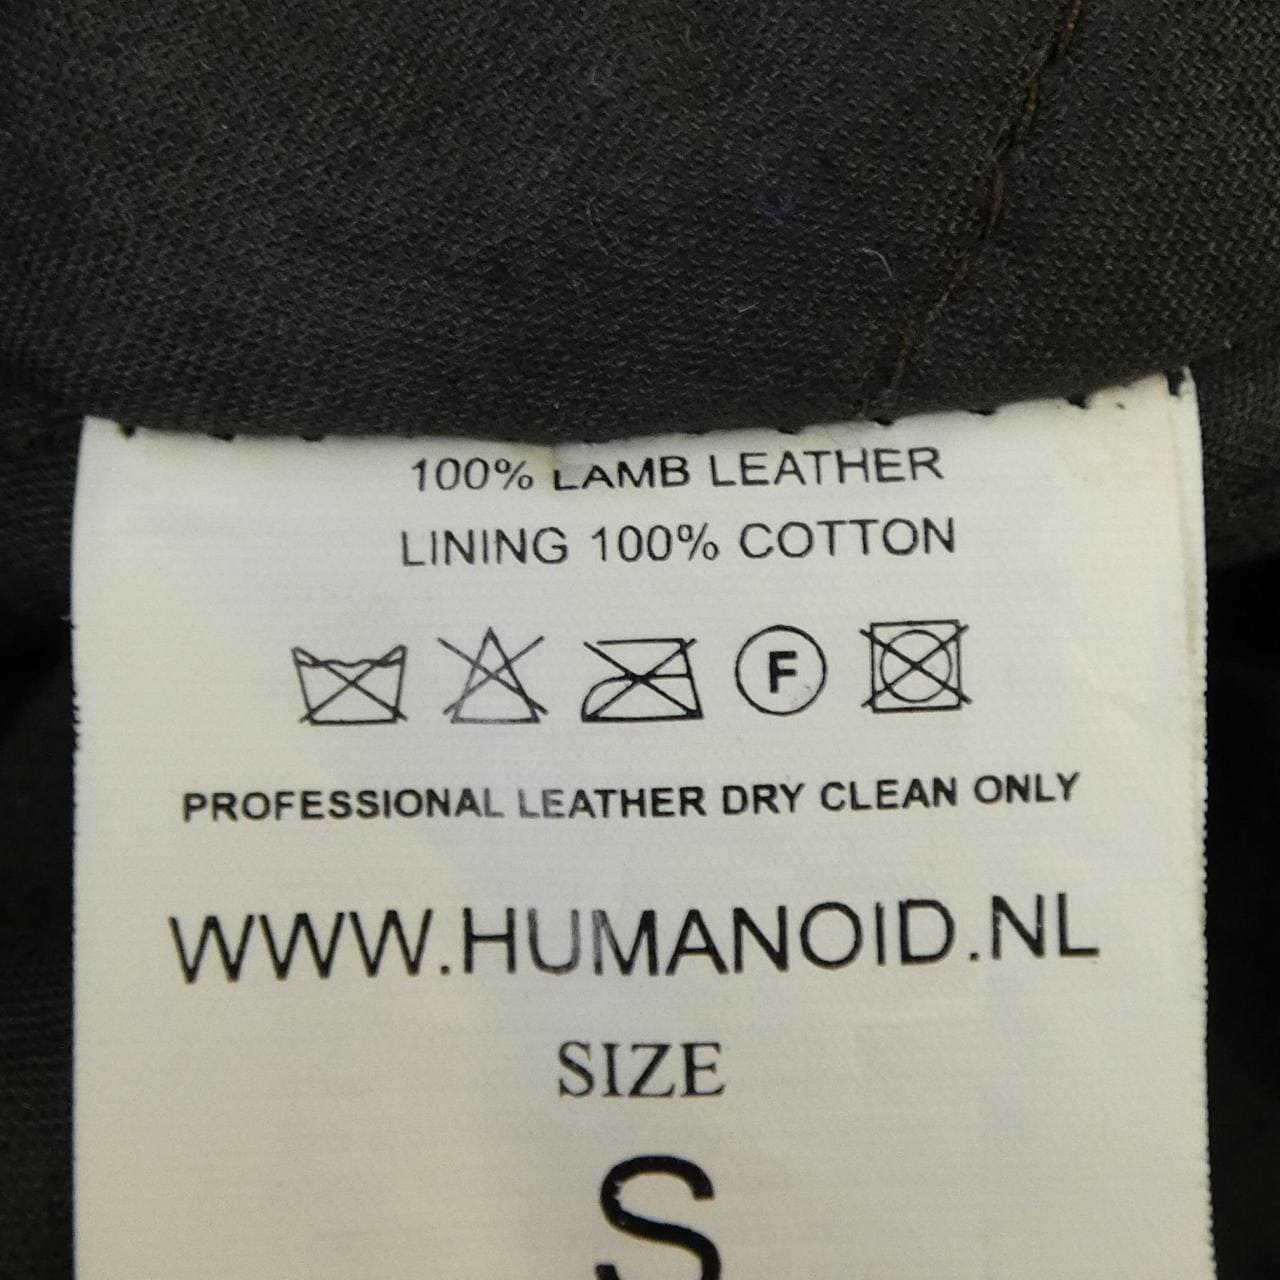 100% LAMB LEATHER
LINING 100% COTTON
F
PROFESSIONAL LEATHER DRY CLEAN ONLY
WWW.HUMANOID.NL
SIZE
S